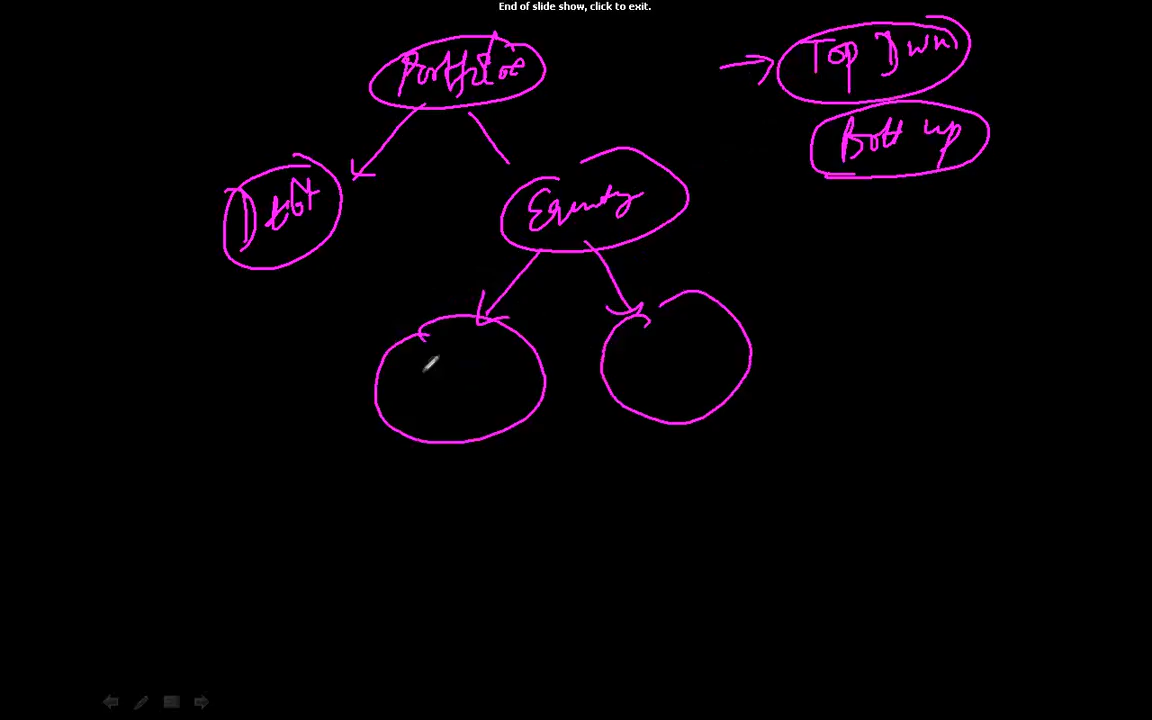 End of slide show, click to exit.
Portfolio
Top Down
Bott up
Debt
Equity